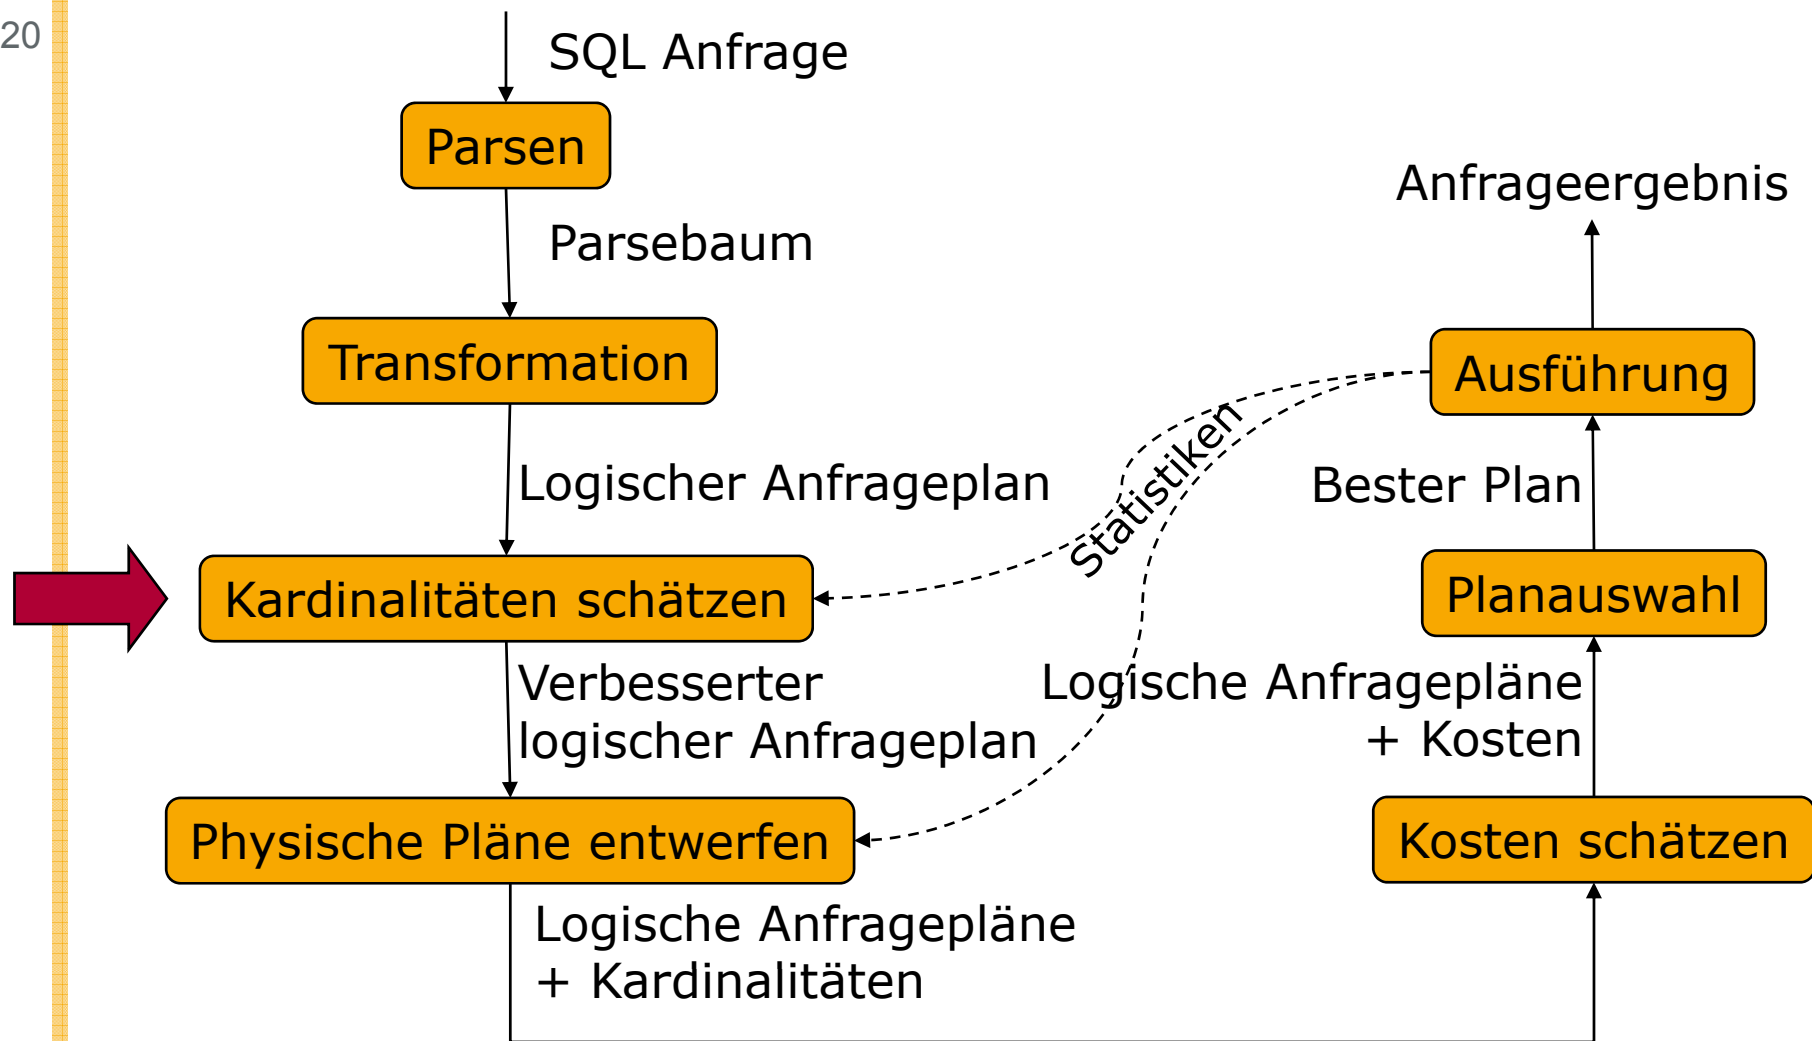 20
SQL Anfrage
Parsen
Parsebaum
Transformation
Logischer Anfrageplan
Kardinalitäten schätzen
Verbesserter
logischer Anfrageplan
Physische Pläne entwerfen
Logische Anfragepläne
+ Kardinalitäten
Statistiken
Anfrageergebnis
Ausführung
Bester Plan
Planauswahl
Logische Anfragepläne
+ Kosten
Kosten schätzen